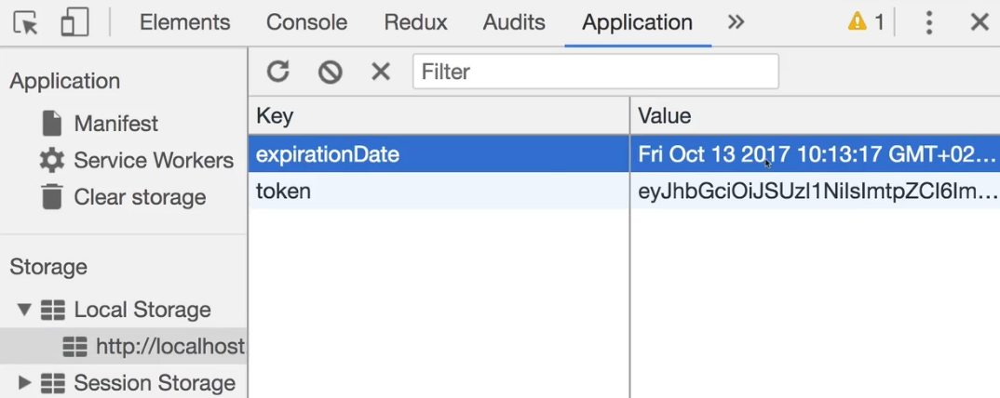 Elements Console Redux Audits Application » 1
Application
Manifest
Service Workers
Clear storage
Storage
Local Storage
http://localhost
Session Storage
Filter
Key Value
expirationDate Fri Oct 13 2017 10:13:17 GMT+02...
token eyJhbGciOiJSUzI1NiIsImtpZCI6Im...